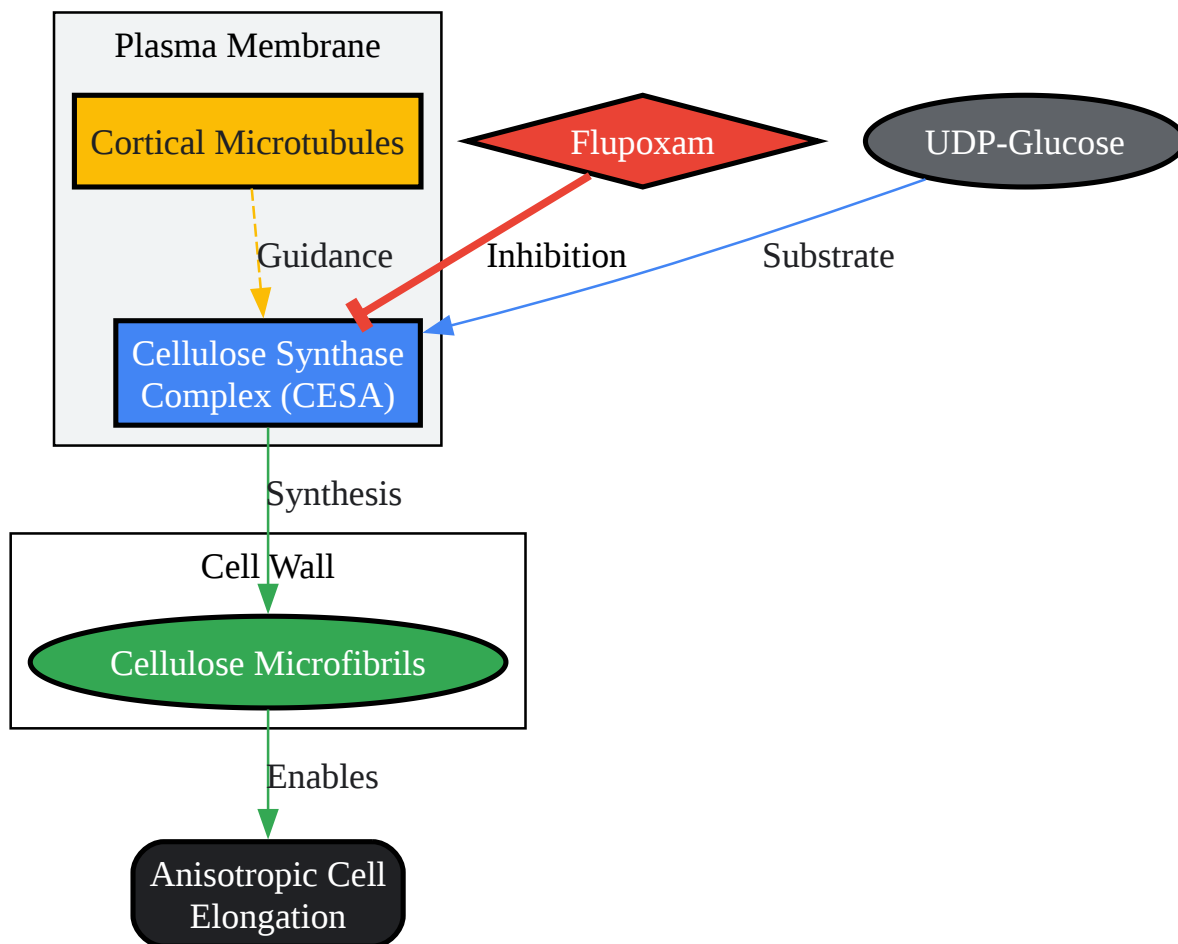 Plasma Membrane
Cortical Microtubules
Flupoxam
UDP-Glucose
Guidance
Inhibition
Substrate
Cellulose Synthase
Complex (CESA)
Synthesis
Cell Wall
Cellulose Microfibrils
Enables
Anisotropic Cell
Elongation